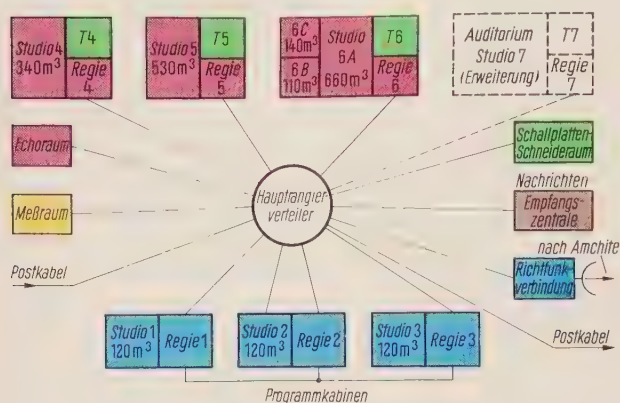 Studio 4
340m³
T4
Regie
4
Studio 5
530m³
T5
Regie
5
6C
140m³
6B
110m³
Studio
6A
660m³
T6
Regie
6
Auditorium
Studio 7
(Erweiterung)
T7
Regie
7
Echoraum
Meßraum
Postkabel
Hauptrangier-
verteiler
Schallplatten-
Schneideraum
Nachrichten
Empfangs-
zentrale
nach Amchite
Richtfunk-
verbindung
Postkabel
Studio 1
120m³
Regie 1
Studio 2
120m³
Regie 2
Studio 3
120m³
Regie 3
Programmkabinen